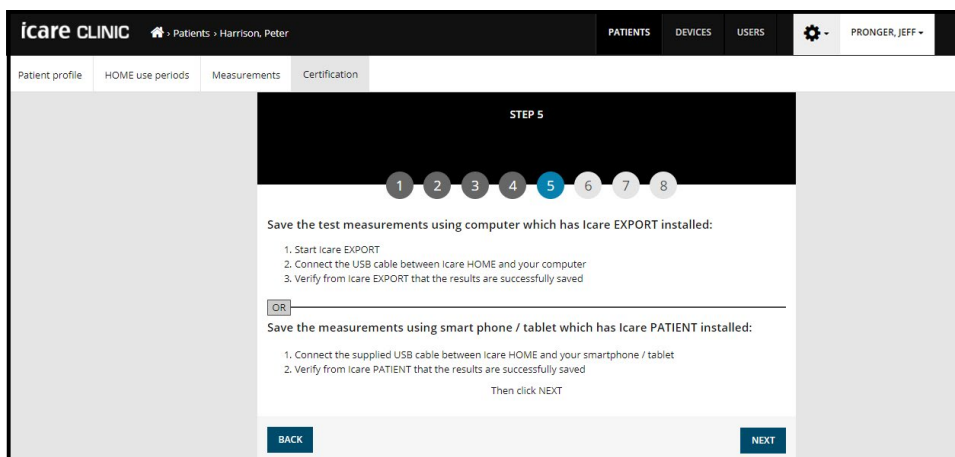 icare CLINIC › Patients › Harrison, Peter PATIENTS DEVICES USERS PRONGER, JEFF
Patient profile HOME use periods Measurements Certification
STEP 5
1 2 3 4 5 6 7 8
Save the test measurements using computer which has Icare EXPORT installed:
1. Start Icare EXPORT
2. Connect the USB cable between Icare HOME and your computer
3. Verify from Icare EXPORT that the results are successfully saved
OR
Save the measurements using smart phone / tablet which has Icare PATIENT installed:
1. Connect the supplied USB cable between Icare HOME and your smartphone / tablet
2. Verify from Icare PATIENT that the results are successfully saved
Then click NEXT
BACK NEXT